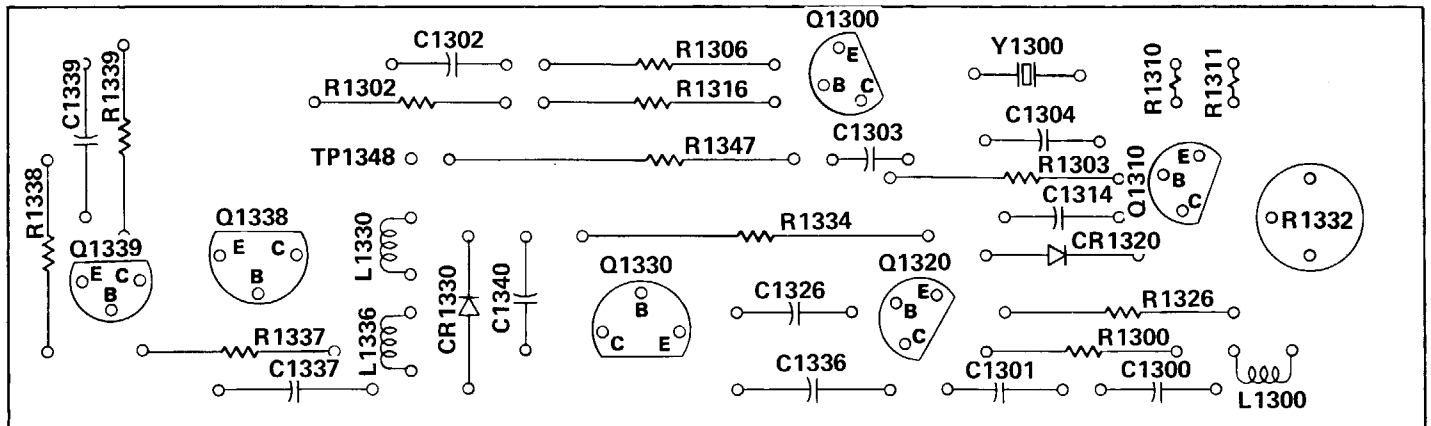 Q1300
C1302
R1306
Y1300
R1310
R1311
C1339
R1339
E
B
C
R1302
R1316
C1304
C1303
TP1348
R1347
R1303
Q1310
E
B
C
R1338
C1314
R1332
Q1338
L1330
R1334
Q1339
E
C
B
E
C
B
CR1320
Q1330
Q1320
CR1330
C1340
B
C
E
C1326
E
B
C
R1326
L1336
R1337
R1300
C1337
C1336
C1301
C1300
L1300